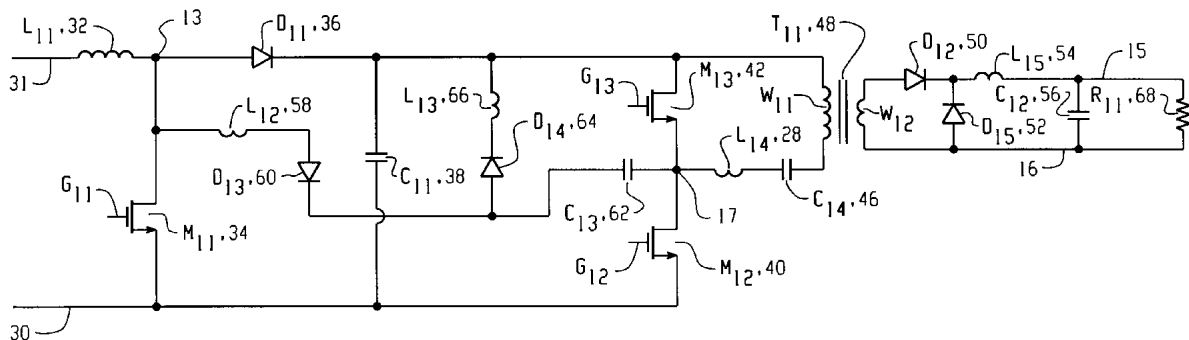 L11,32
13
D11,36
T11,48
D12,50
L15,54
15
31
G13
M13,42
W11
W12
C12,56
R11,68
L12,58
L13,66
D14,64
L14,28
D15,52
16
D13,60
C11,38
G11
C13,62
17
C14,46
M11,34
G12
M12,40
30